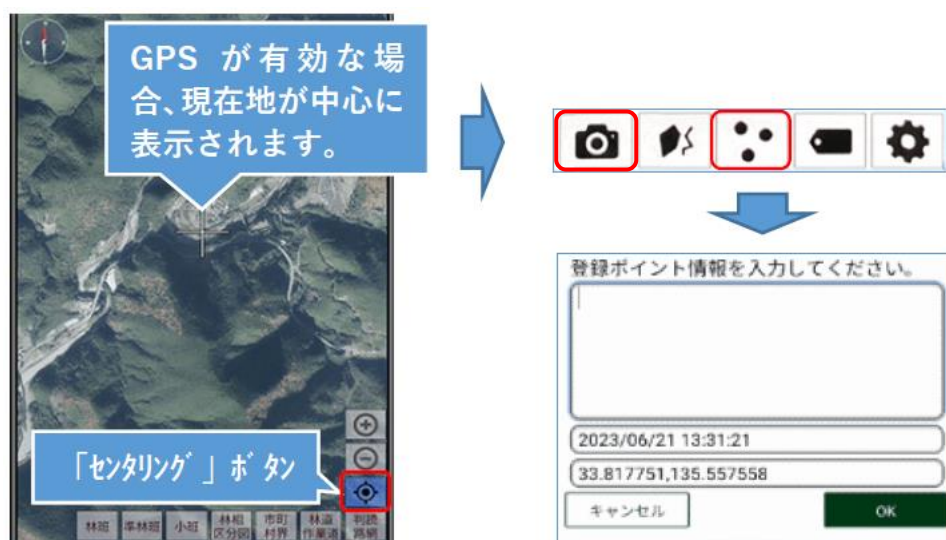 GPS が有効な場
合、現在地が中心に
表示されます。
「ｾﾝﾀﾘﾝｸﾞ」ﾎﾞﾀﾝ
林班
準林班
小班
林相
区分図
市町
村界
林道
作業道
判読
路網
登録ポイント情報を入力してください。
2023/06/21 13:31:21
33.817751,135.557558
キャンセル
OK